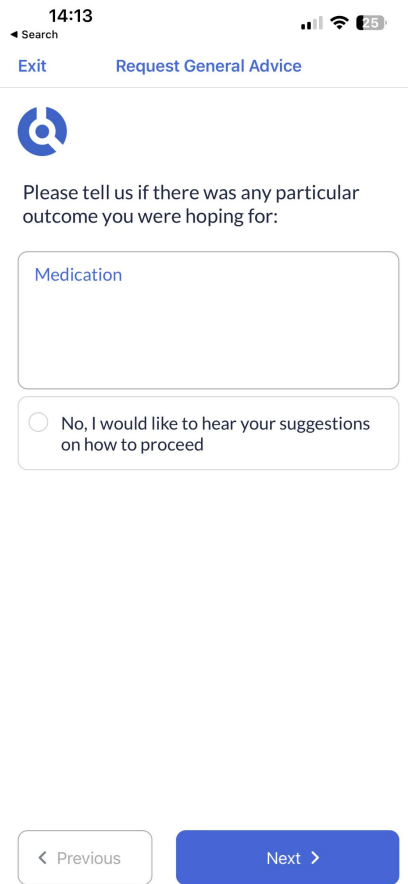 14:13
25
◄ Search
Exit
Request General Advice
Please tell us if there was any particular
outcome you were hoping for:
Medication
No, I would like to hear your suggestions
on how to proceed
Previous
Next